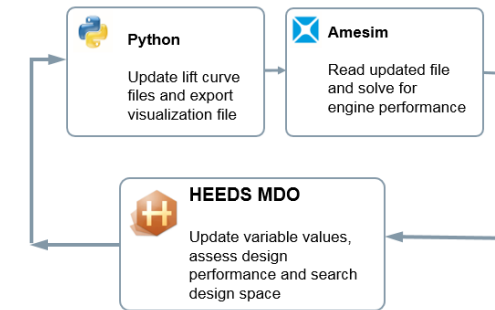 Python
Update lift curve
files and export
visualization file
Amesim
Read updated file
and solve for
engine performance
HEEDS MDO
Update variable values,
assess design
performance and search
design space